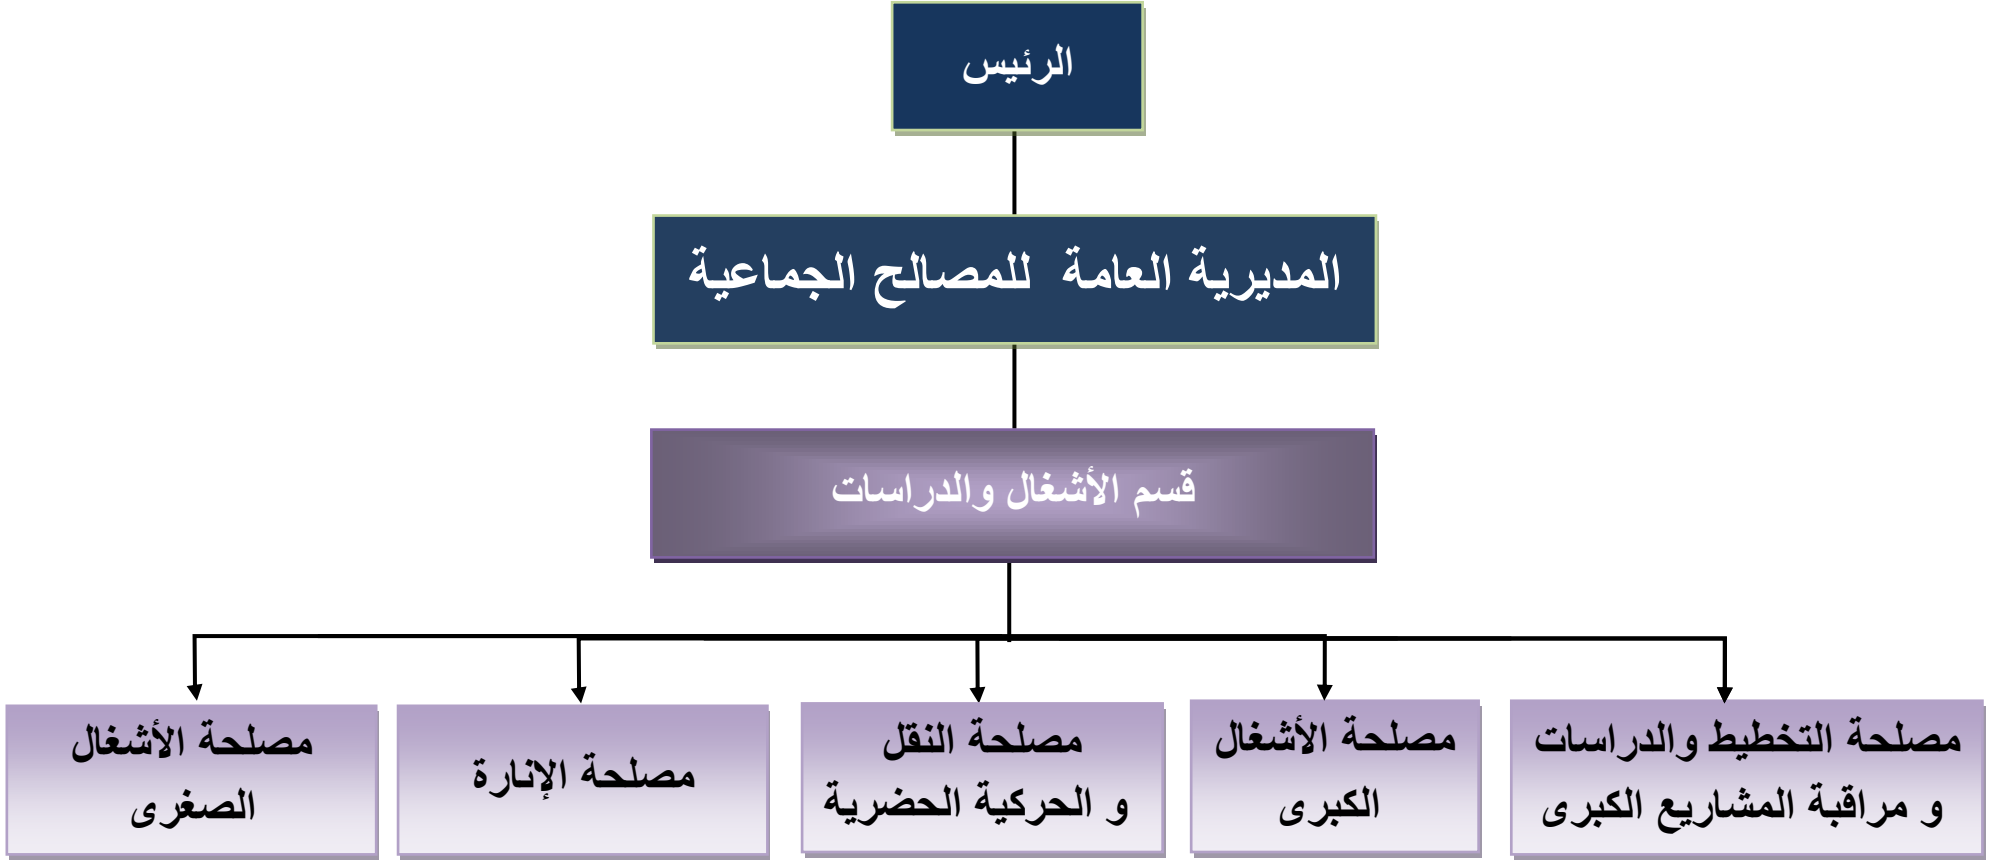 الرئيس
المديرية العامة للمصالح الجماعية
قسم الأشغال والدراسات
مصلحة التخطيط والدراسات
و مراقبة المشاريع الكبرى
مصلحة الأشغال
الكبرى
مصلحة النقل
و الحركية الحضرية
مصلحة الإنارة
مصلحة الأشغال
الصغرى